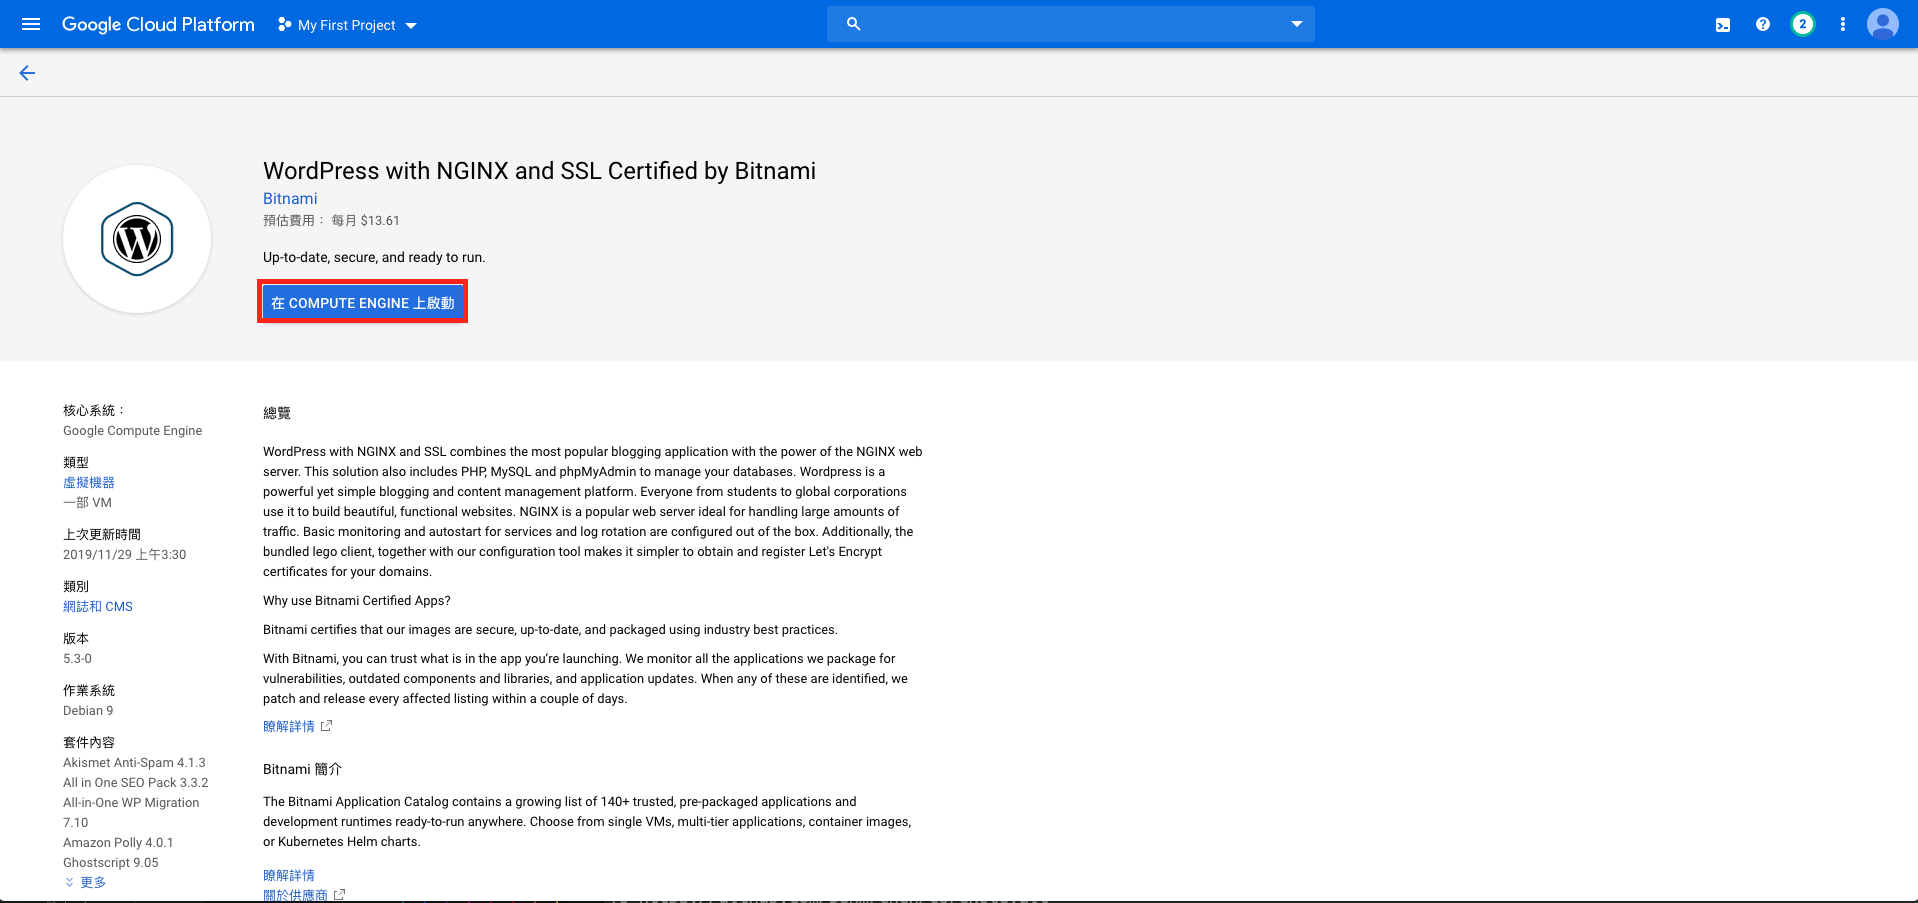 Google Cloud Platform
My First Project
2
WordPress with NGINX and SSL Certified by Bitnami
Bitnami
預估費用： 每月 $13.61
Up-to-date, secure, and ready to run.
在 COMPUTE ENGINE 上啟動
核心系統：
Google Compute Engine
類型
虛擬機器
一部 VM
上次更新時間
2019/11/29 上午3:30
類別
網誌和 CMS
版本
5.3-0
作業系統
Debian 9
套件內容
Akismet Anti-Spam 4.1.3
All in One SEO Pack 3.3.2
All-in-One WP Migration
7.10
Amazon Polly 4.0.1
Ghostscript 9.05
更多
總覽
WordPress with NGINX and SSL combines the most popular blogging application with the power of the NGINX web
server. This solution also includes PHP, MySQL and phpMyAdmin to manage your databases. Wordpress is a
powerful yet simple blogging and content management platform. Everyone from students to global corporations
use it to build beautiful, functional websites. NGINX is a popular web server ideal for handling large amounts of
traffic. Basic monitoring and autostart for services and log rotation are configured out of the box. Additionally, the
bundled lego client, together with our configuration tool makes it simpler to obtain and register Let's Encrypt
certificates for your domains.
Why use Bitnami Certified Apps?
Bitnami certifies that our images are secure, up-to-date, and packaged using industry best practices.
With Bitnami, you can trust what is in the app you’re launching. We monitor all the applications we package for
vulnerabilities, outdated components and libraries, and application updates. When any of these are identified, we
patch and release every affected listing within a couple of days.
瞭解詳情
Bitnami 簡介
The Bitnami Application Catalog contains a growing list of 140+ trusted, pre-packaged applications and
development runtimes ready-to-run anywhere. Choose from single VMs, multi-tier applications, container images,
or Kubernetes Helm charts.
瞭解詳情
關於供應商